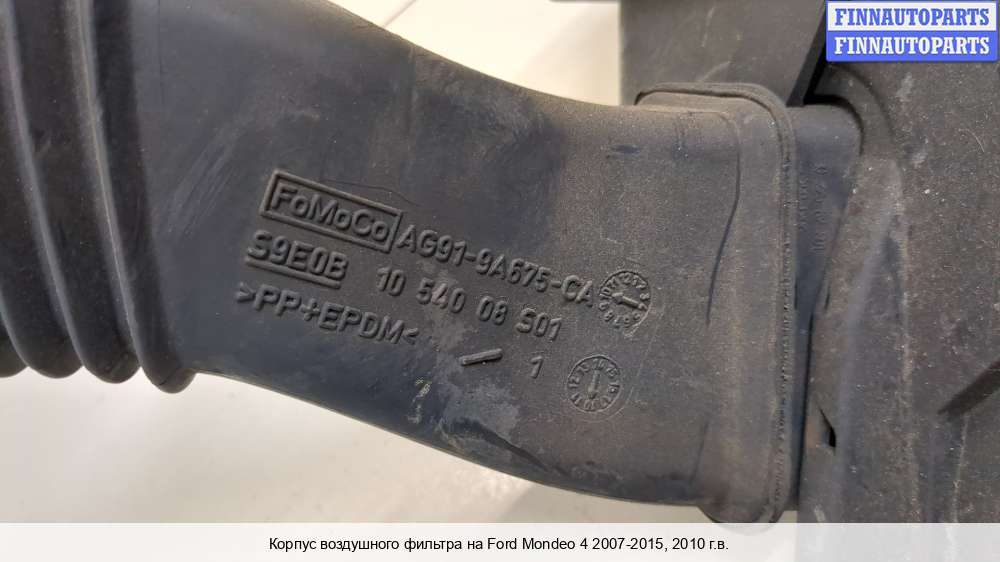 FINNAUTOPARTS
FINNAUTOPARTS
FoMoCo AG91-9A675-CA
S9E0B 10 540 08 S01
>PP+EPDM< 1
Корпус воздушного фильтра на Ford Mondeo 4 2007-2015, 2010 г.в.